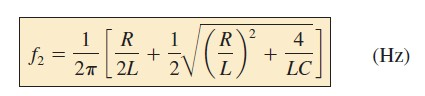 f₂ = 1/2π [ R/2L + 1/2 √( (R/L)² + 4/LC ) ] (Hz)